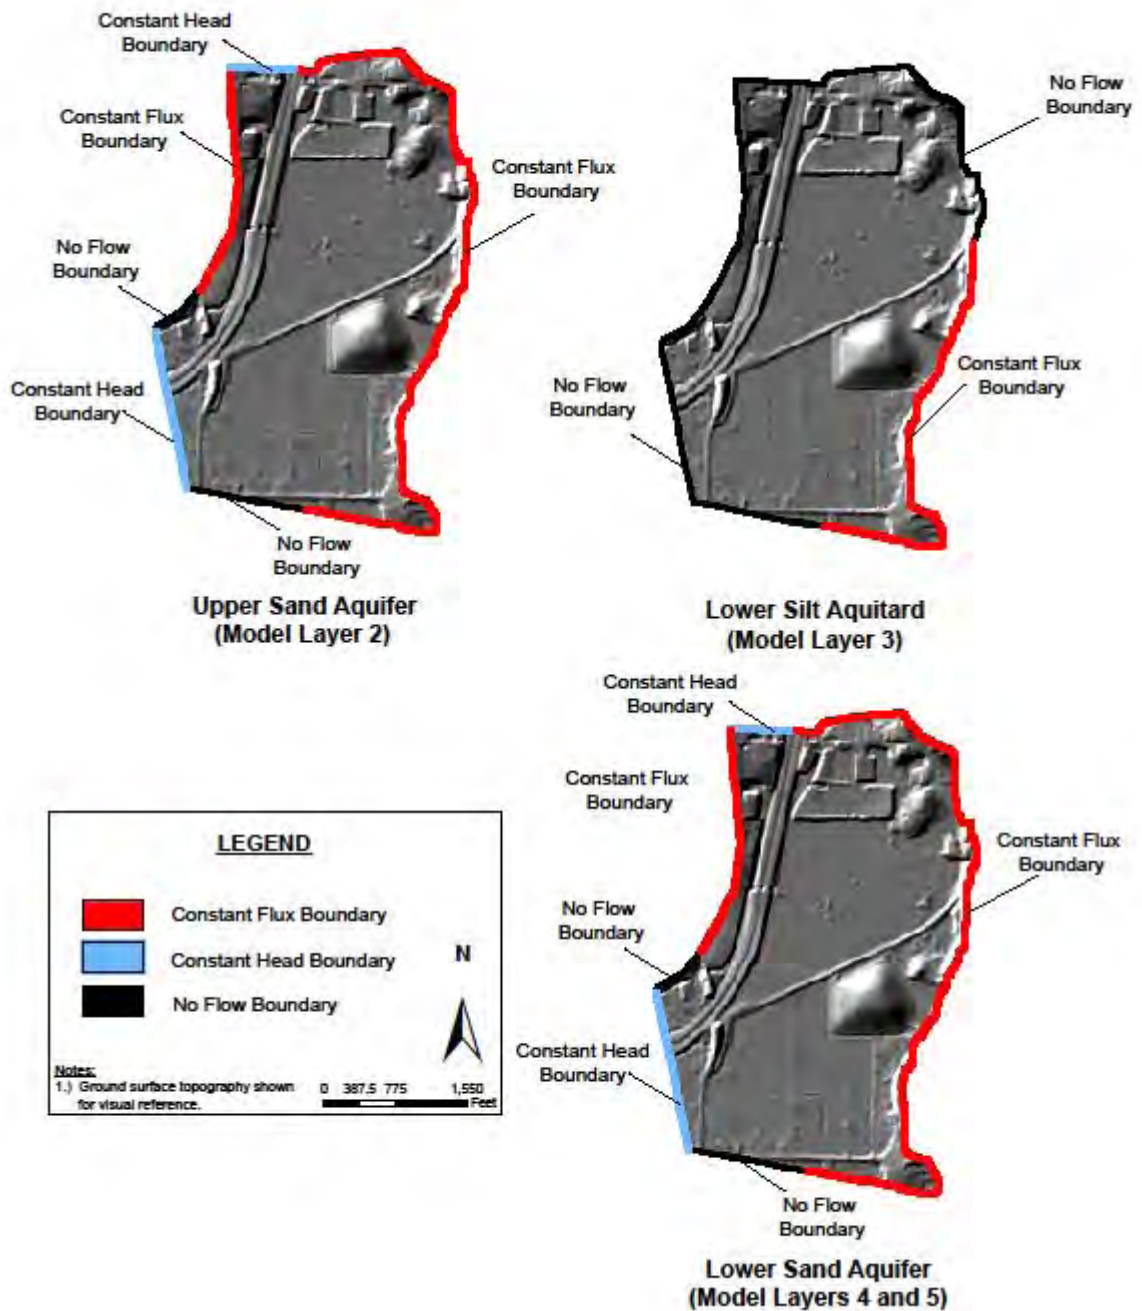 Constant Head
Boundary
Constant Flux
Boundary
Constant Flux
Boundary
No Flow
Boundary
Constant Head
Boundary
No Flow
Boundary
Upper Sand Aquifer
(Model Layer 2)
No Flow
Boundary
No Flow
Boundary
Constant Flux
Boundary
Lower Silt Aquitard
(Model Layer 3)
Constant Head
Boundary
Constant Flux
Boundary
Constant Flux
Boundary
No Flow
Boundary
Constant Head
Boundary
No Flow
Boundary
Lower Sand Aquifer
(Model Layers 4 and 5)
LEGEND
Constant Flux Boundary
Constant Head Boundary
No Flow Boundary
N
Notes:
1.) Ground surface topography shown
for visual reference.
0 387.5 775 1,550
Feet